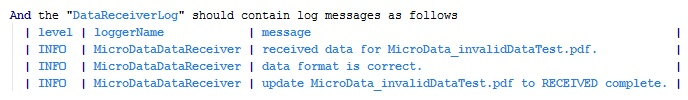 And the "DataReceiverLog" should contain log messages as follows
| level | loggerName | message |
| INFO | MicroDataDataReceiver | received data for MicroData_invalidDataTest.pdf. |
| INFO | MicroDataDataReceiver | data format is correct. |
| INFO | MicroDataDataReceiver | update MicroData_invalidDataTest.pdf to RECEIVED complete. |